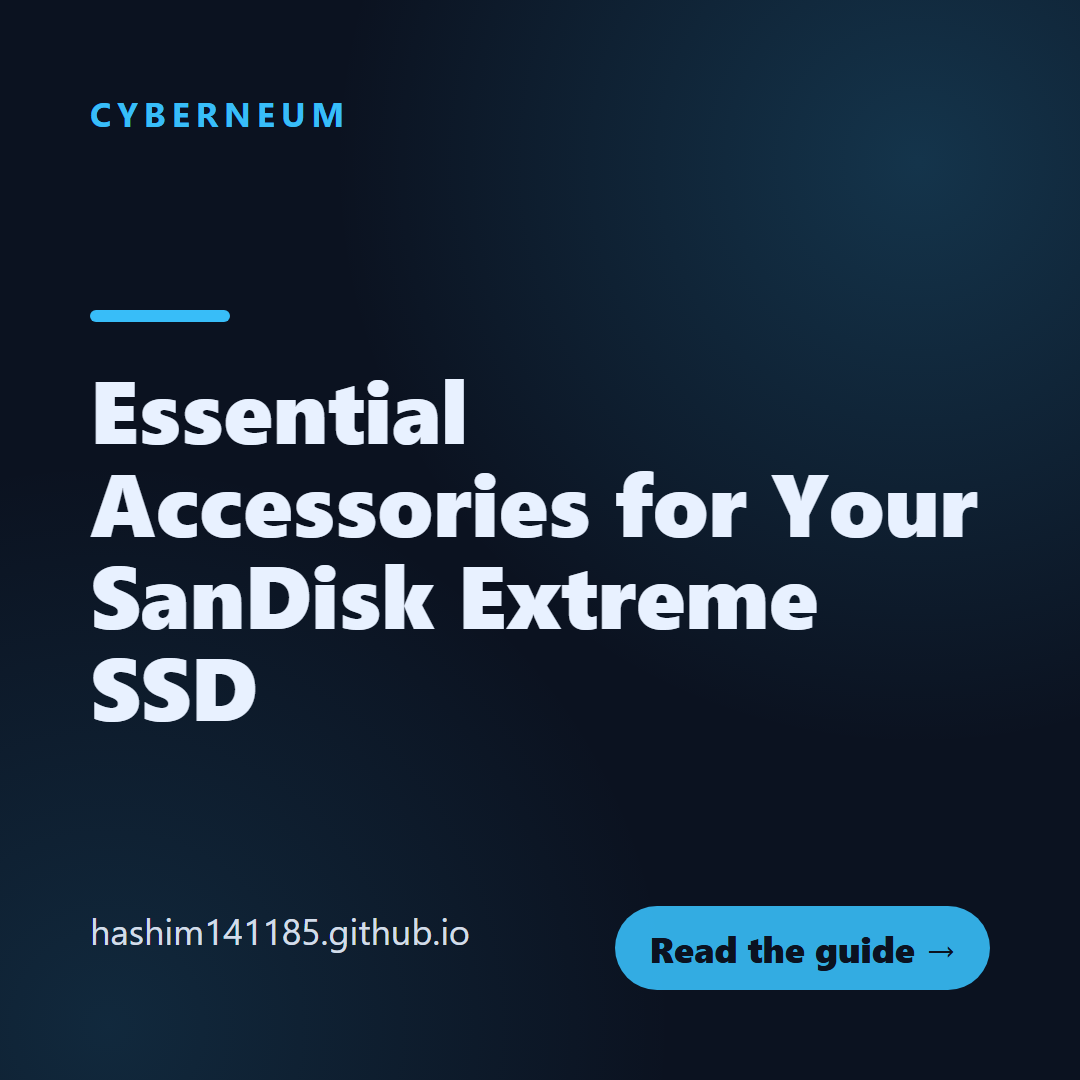 CYBERNEUM
Essential
Accessories for Your
SanDisk Extreme
SSD
hashim141185.github.io
Read the guide →